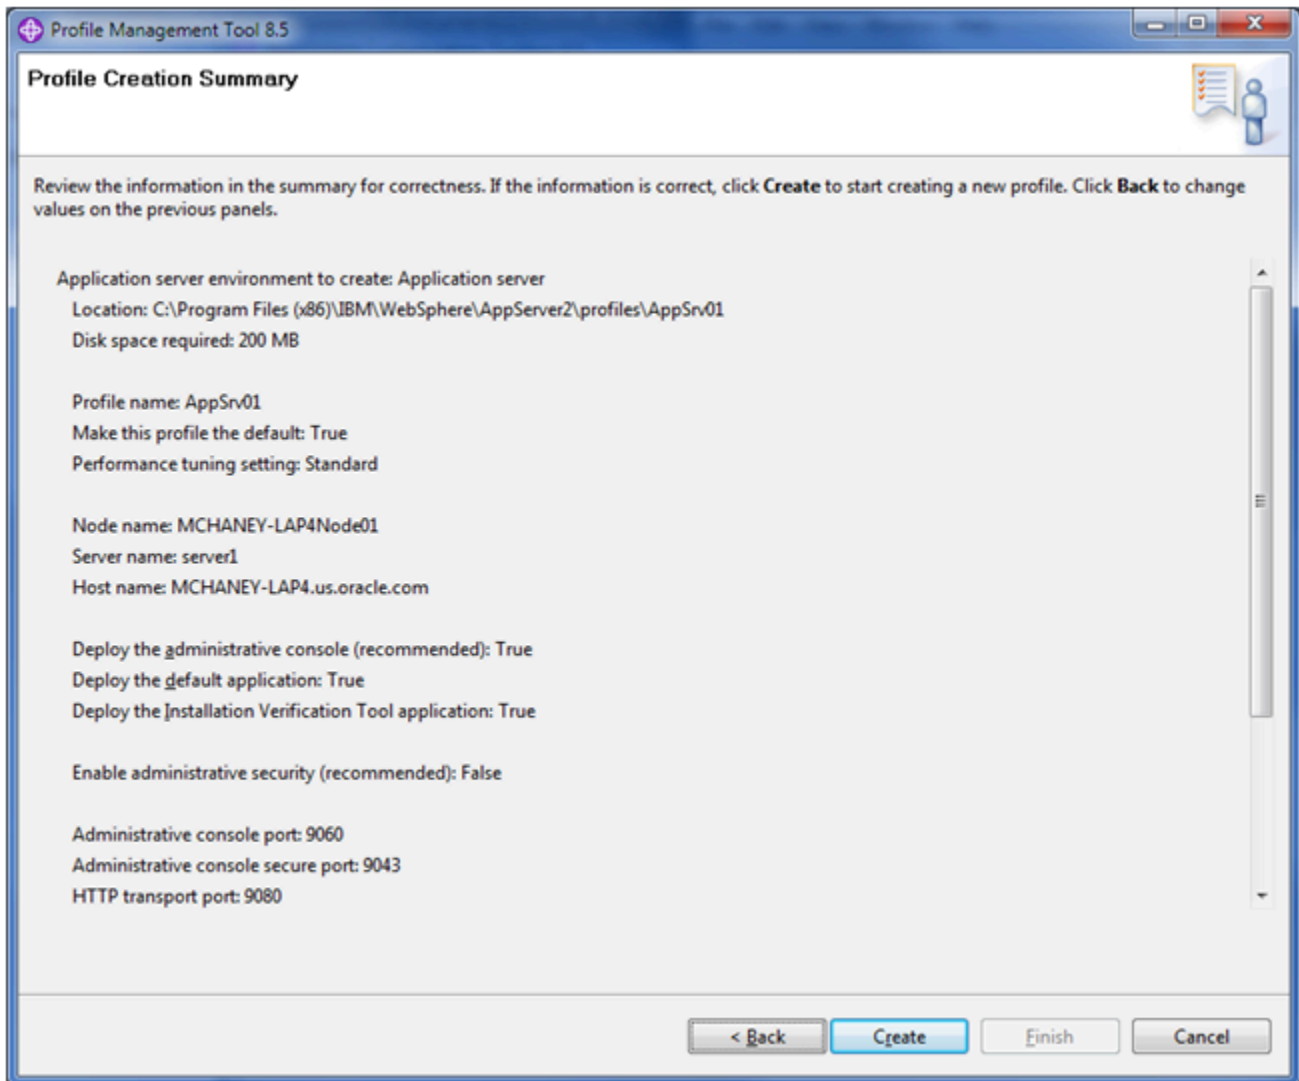 Profile Management Tool 8.5
Profile Creation Summary
Review the information in the summary for correctness. If the information is correct, click Create to start creating a new profile. Click Back to change
values on the previous panels.
Application server environment to create: Application server
Location: C:\Program Files (x86)\IBM\WebSphere\AppServer2\profiles\AppSrv01
Disk space required: 200 MB
Profile name: AppSrv01
Make this profile the default: True
Performance tuning setting: Standard
Node name: MCHANEY-LAP4Node01
Server name: server1
Host name: MCHANEY-LAP4.us.oracle.com
Deploy the administrative console (recommended): True
Deploy the default application: True
Deploy the Installation Verification Tool application: True
Enable administrative security (recommended): False
Administrative console port: 9060
Administrative console secure port: 9043
HTTP transport port: 9080
< Back Create Finish Cancel